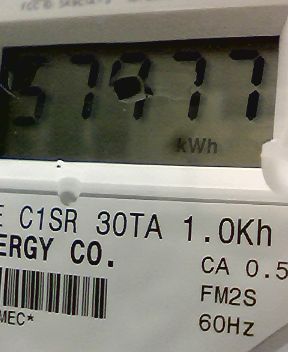 57977
kWh
E C1SR 30TA 1.0Kh
ERGY CO.
CA 0.5
FM2S
MEC*
60Hz